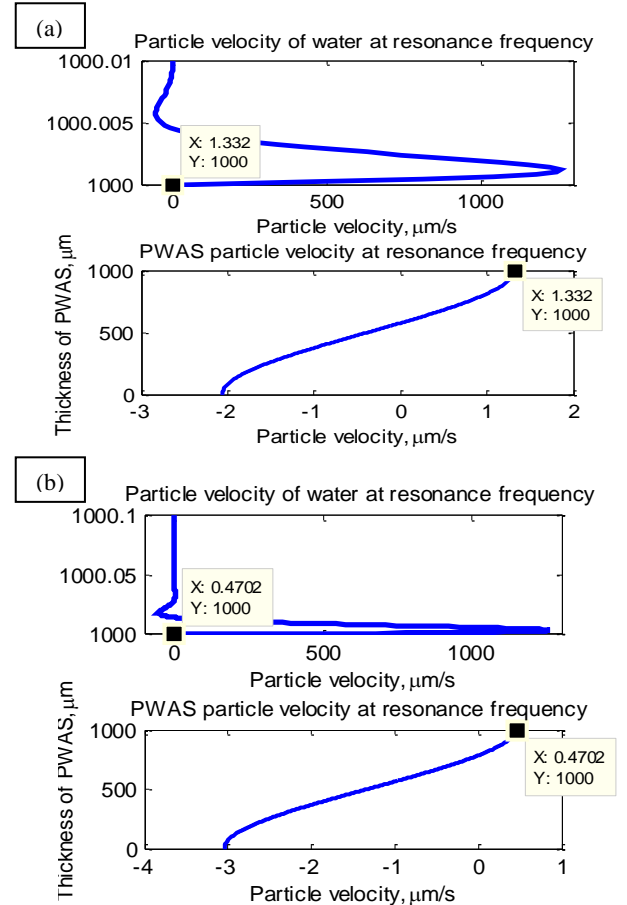 (a)
Particle velocity of water at resonance frequency
1000.01
1000.005
1000
X: 1.332
Y: 1000
0 500 1000
Particle velocity, μm/s
PWAS particle velocity at resonance frequency
Thickness of PWAS, μm
1000
500
0
X: 1.332
Y: 1000
-3 -2 -1 0 1 2
Particle velocity, μm/s
(b)
Particle velocity of water at resonance frequency
1000.1
1000.05
1000
X: 0.4702
Y: 1000
0 500 1000
Particle velocity, μm/s
PWAS particle velocity at resonance frequency
Thickness of PWAS, μm
1000
500
0
X: 0.4702
Y: 1000
-4 -3 -2 -1 0 1
Particle velocity, μm/s